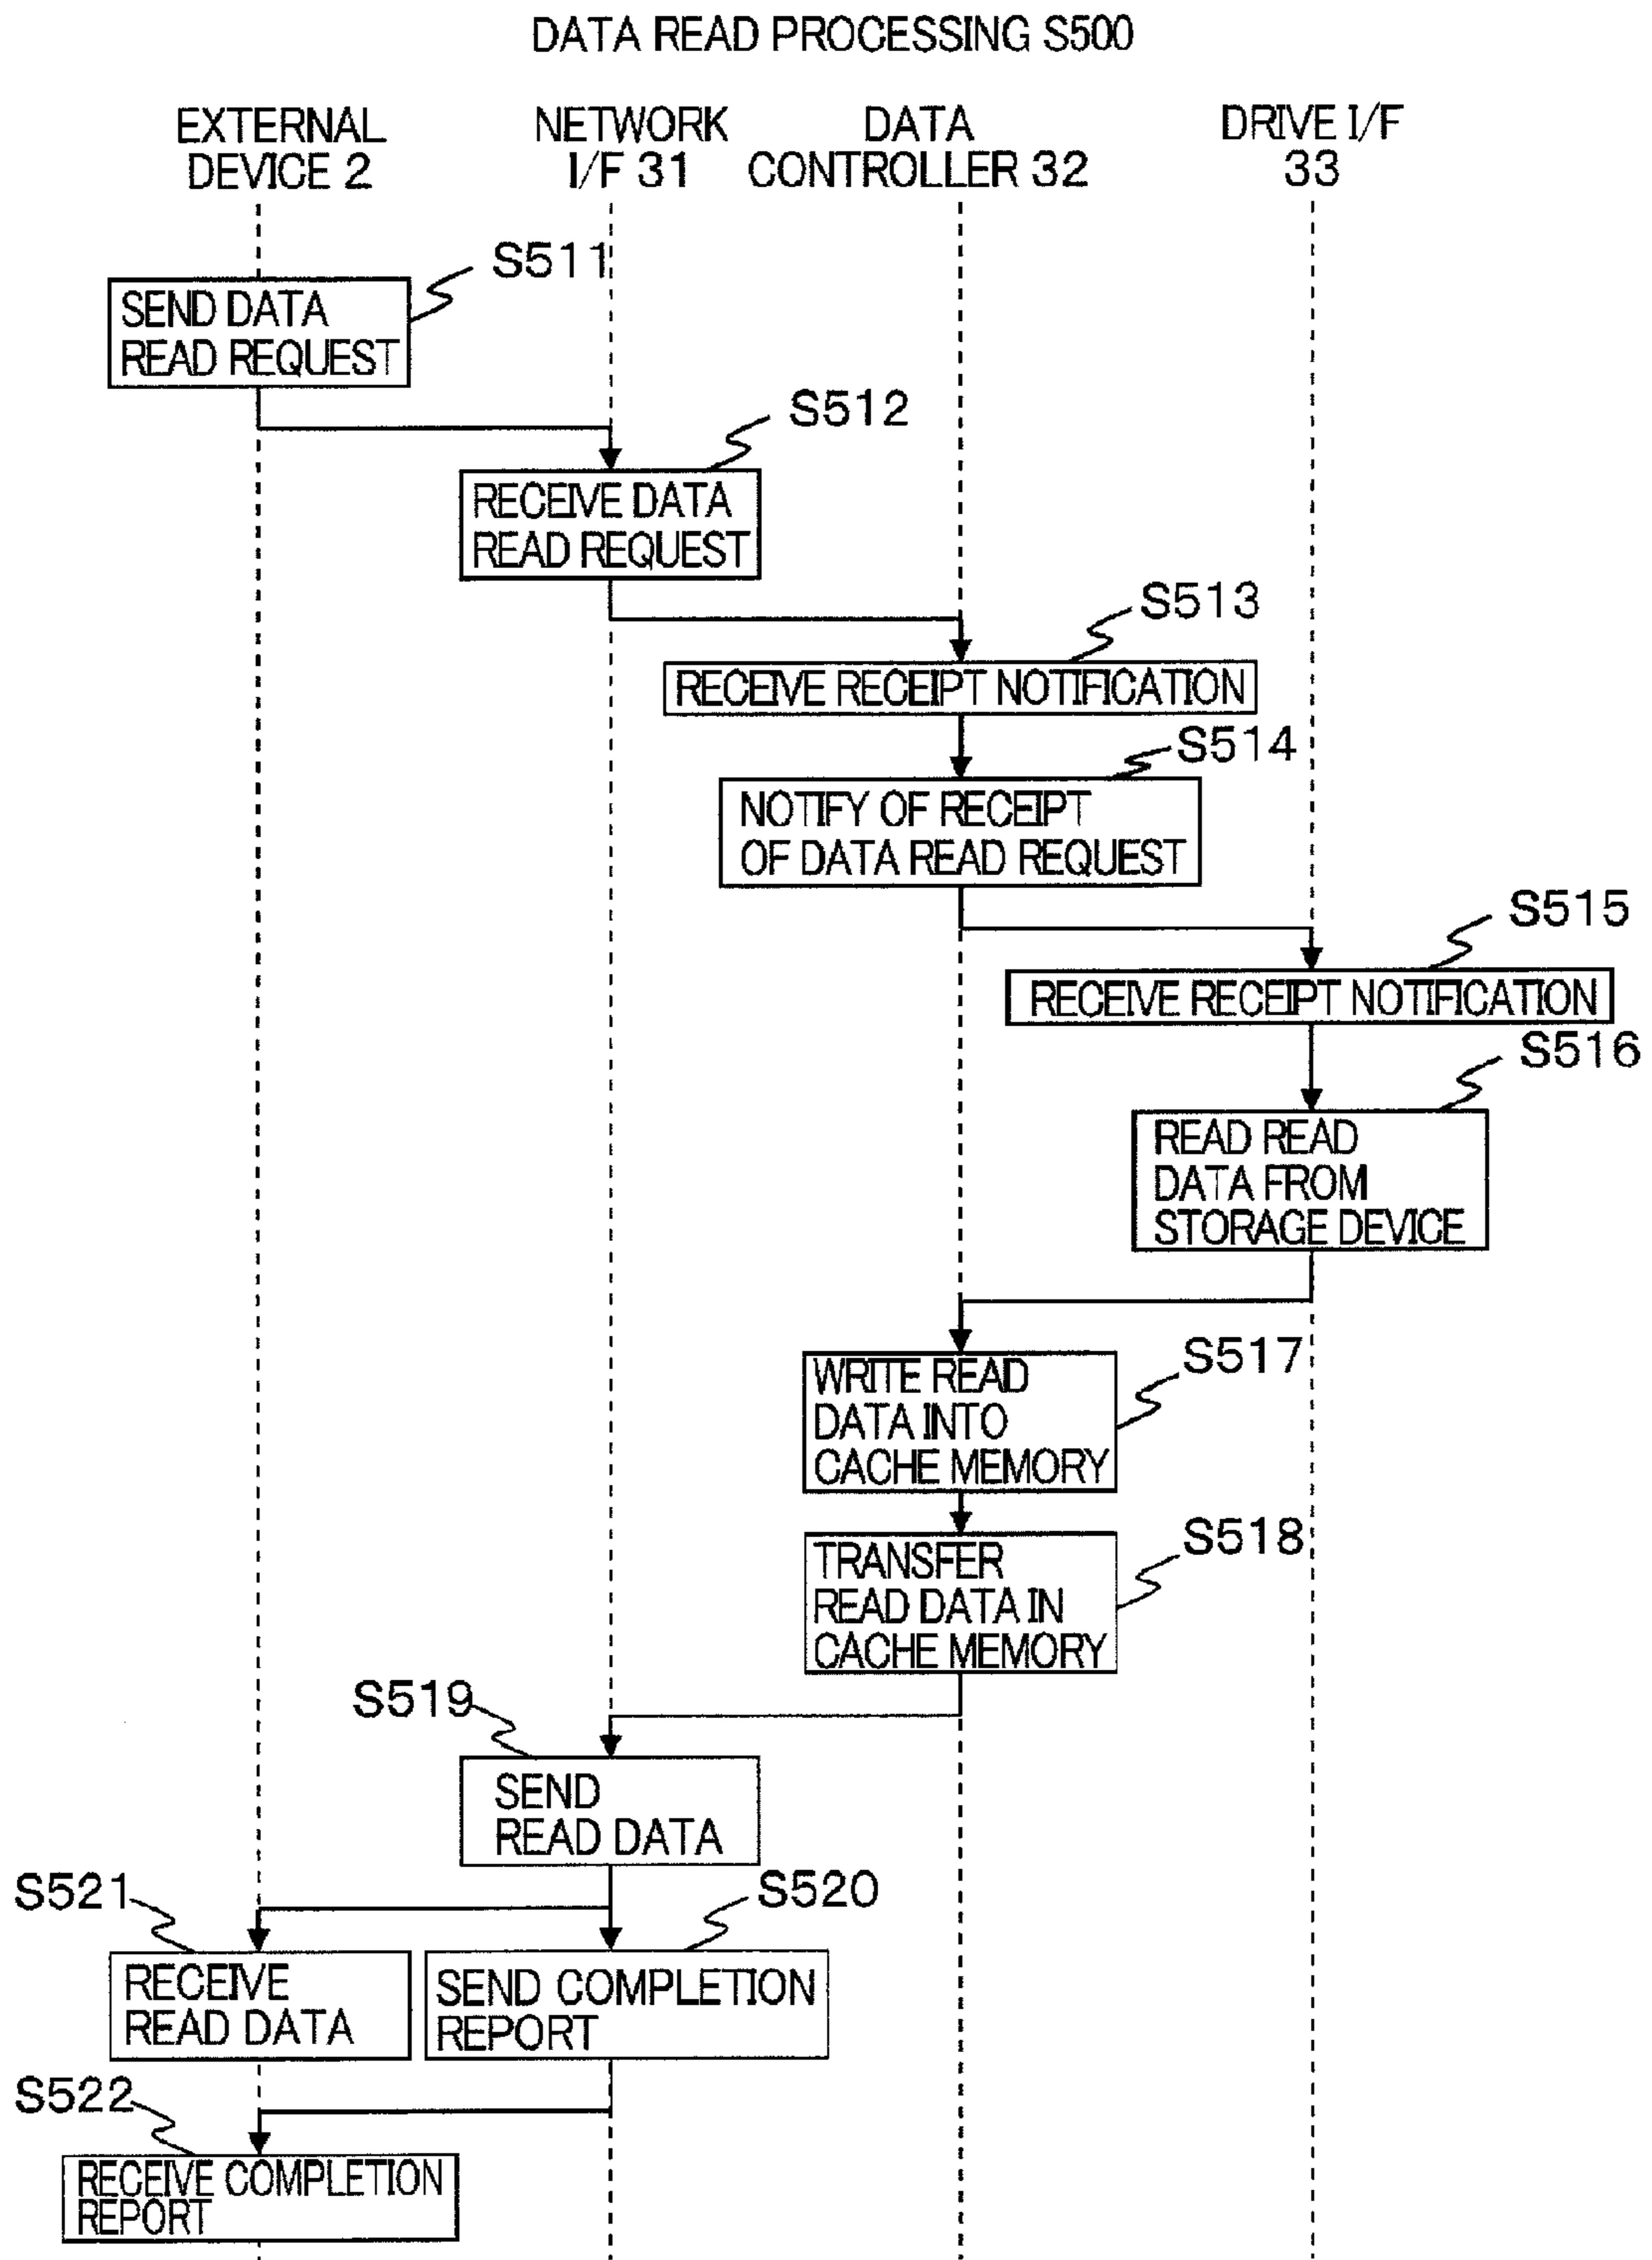 DATA READ PROCESSING S500
EXTERNAL
DEVICE 2
NETWORK
I/F 31
DATA
CONTROLLER 32
DRIVE I/F
33
S511
SEND DATA
READ REQUEST
S512
RECEIVE DATA
READ REQUEST
S513
RECEIVE RECEIPT NOTIFICATION
S514
NOTIFY OF RECEIPT
OF DATA READ REQUEST
S515
RECEIVE RECEIPT NOTIFICATION
S516
READ READ
DATA FROM
STORAGE DEVICE
S517
WRITE READ
DATA INTO
CACHE MEMORY
S518
TRANSFER
READ DATA IN
CACHE MEMORY
S519
SEND
READ DATA
S521
RECEIVE
READ DATA
S520
SEND COMPLETION
REPORT
S522
RECEIVE COMPLETION
REPORT